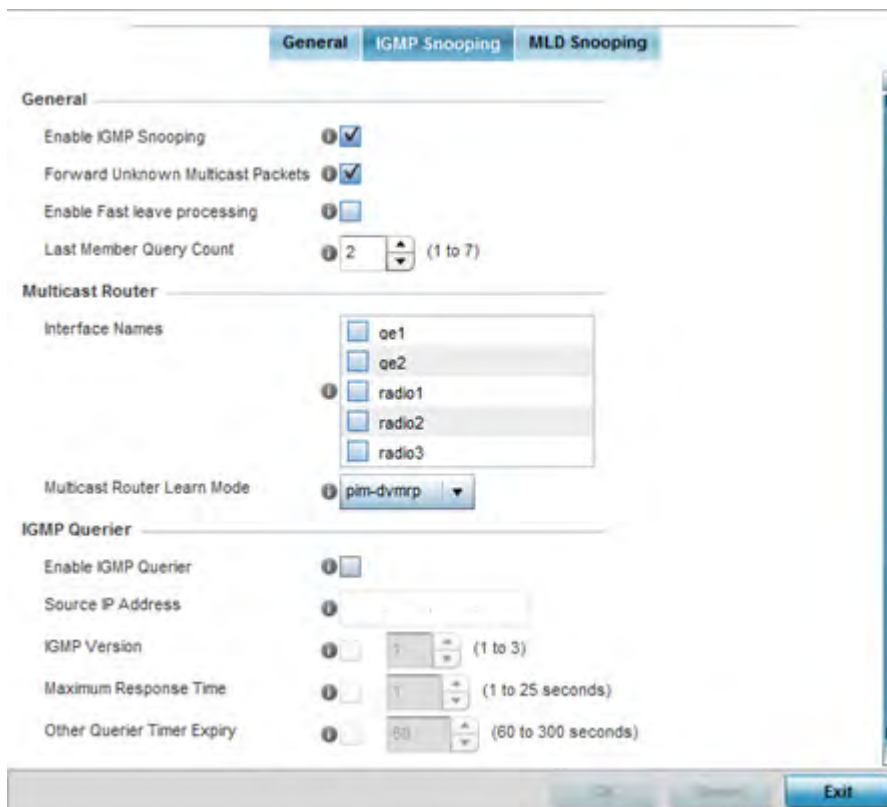 General IGMP Snooping MLD Snooping
General
Enable IGMP Snooping
Forward Unknown Multicast Packets
Enable Fast leave processing
Last Member Query Count 2 (1 to 7)
Multicast Router
Interface Names
ge1
ge2
radio1
radio2
radio3
Multicast Router Learn Mode pim-dvmrp
IGMP Querier
Enable IGMP Querier
Source IP Address
IGMP Version 1 (1 to 3)
Maximum Response Time 1 (1 to 25 seconds)
Other Querier Timer Expiry 60 (60 to 300 seconds)
Exit